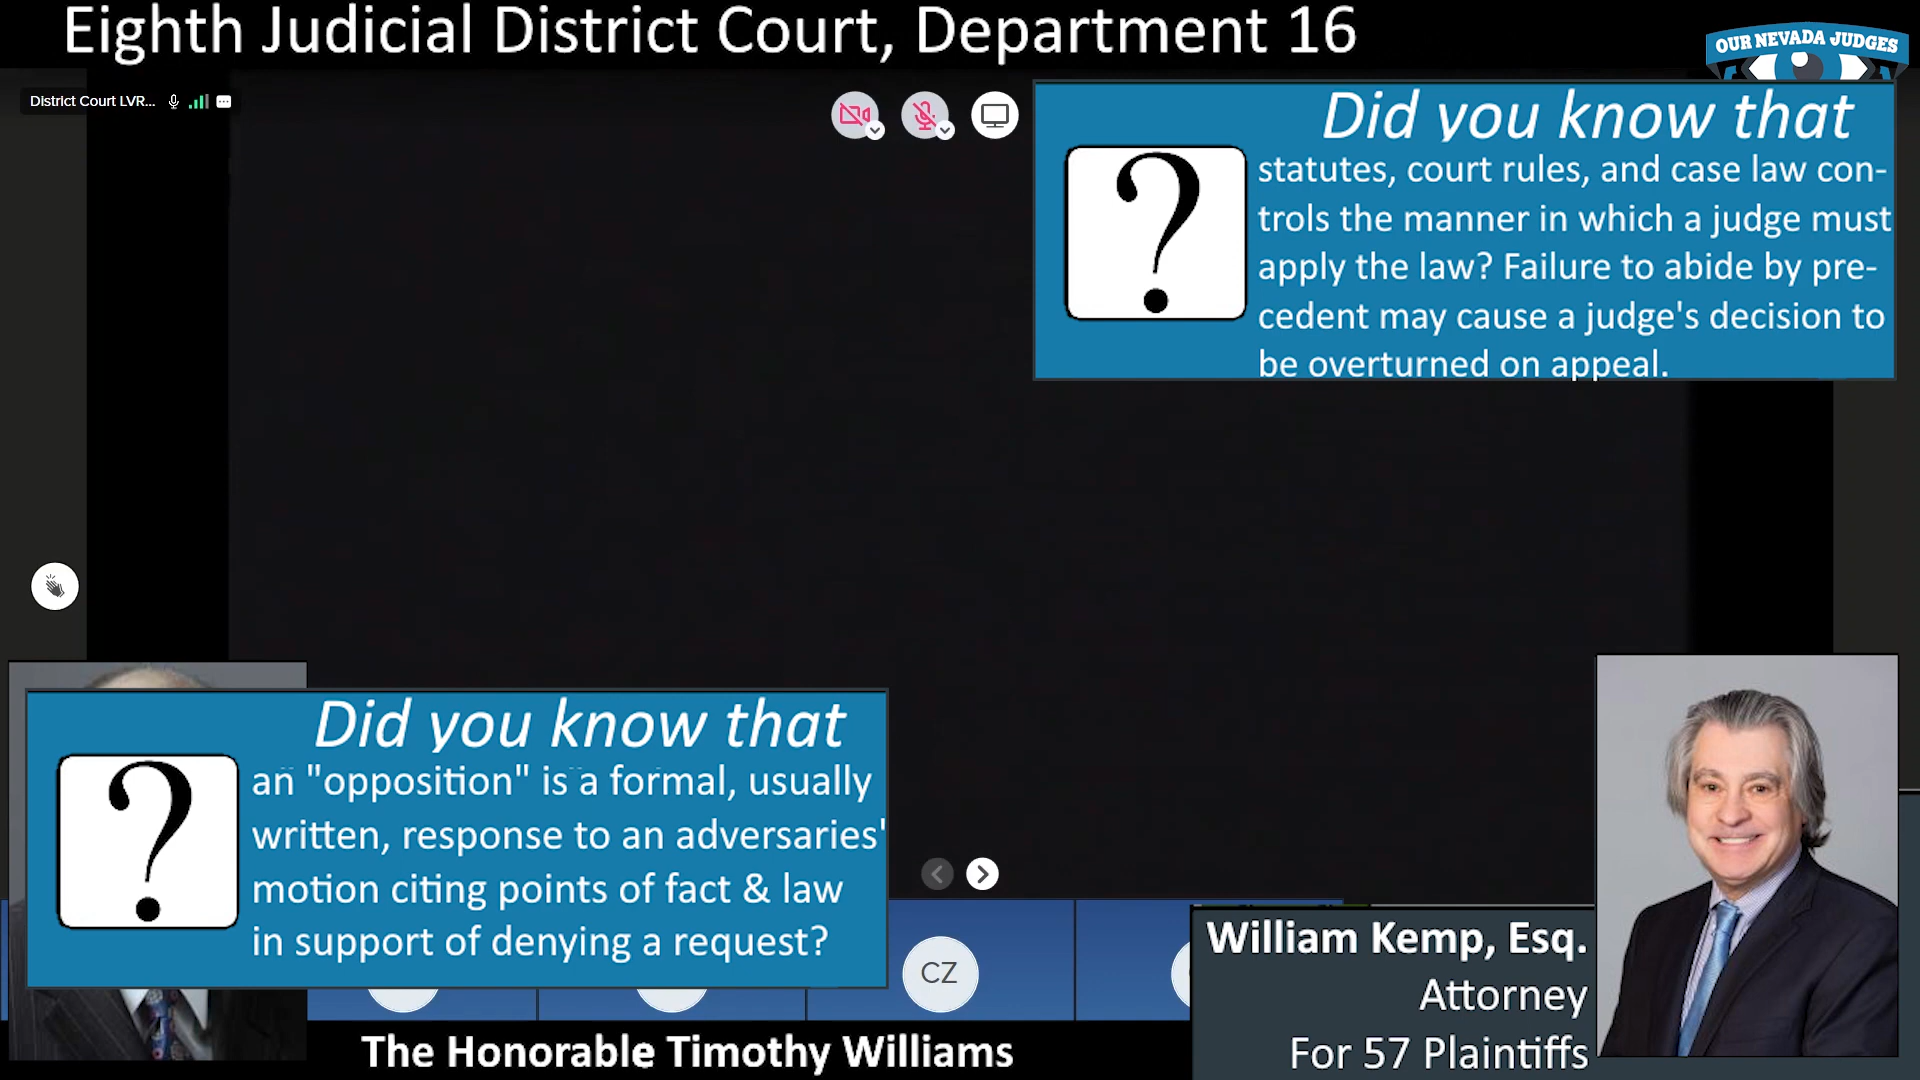 Eighth Judicial District Court, Department 16
OUR NEVADA JUDGES
District Court LVR...
Did you know that
?
statutes, court rules, and case law con-
trols the manner in which a judge must
apply the law? Failure to abide by pre-
cedent may cause a judge's decision to
be overturned on appeal.
Did you know that
?
an "opposition" is a formal, usually
written, response to an adversaries'
motion citing points of fact & law
in support of denying a request?
CZ
William Kemp, Esq.
Attorney
For 57 Plaintiffs
The Honorable Timothy Williams